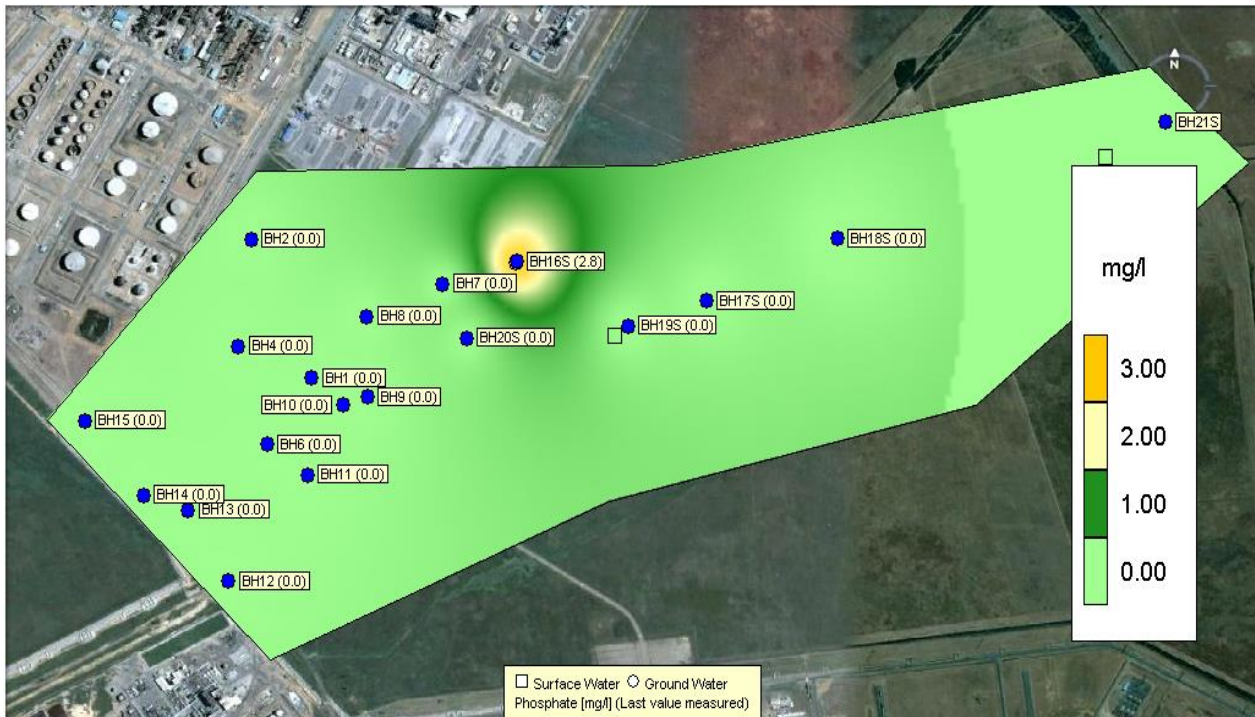 N
BH21S
BH2 (0.0)
BH18S (0.0)
BH16S (2.8)
BH7 (0.0)
BH17S (0.0)
BH8 (0.0)
BH19S (0.0)
BH20S (0.0)
BH4 (0.0)
BH1 (0.0)
BH9 (0.0)
BH10 (0.0)
BH15 (0.0)
BH6 (0.0)
BH11 (0.0)
BH14 (0.0)
BH13 (0.0)
BH12 (0.0)
mg/l
3.00
2.00
1.00
0.00
Surface Water Ground Water
Phosphate [mg/l] (Last value measured)